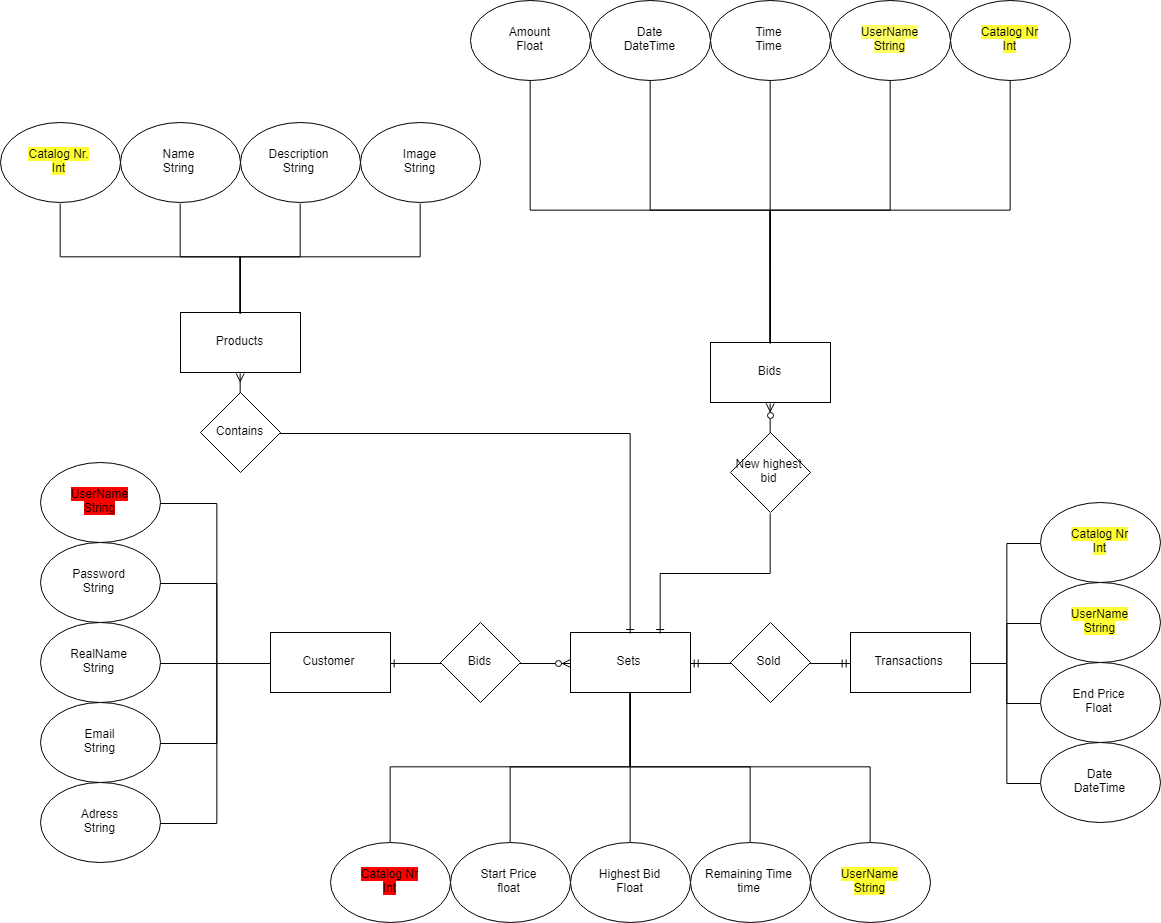 Amount
Float
Date
DateTime
Time
Time
UserName
String
Catalog Nr
Int
Catalog Nr.
Int
Name
String
Description
String
Image
String
Products
Bids
Contains
New highest
bid
UserName
String
Password
String
RealName
String
Email
String
Adress
String
Customer
Bids
Sets
Sold
Transactions
Catalog Nr
Int
UserName
String
End Price
Float
Date
DateTime
Catalog Nr
Int
Start Price
float
Highest Bid
Float
Remaining Time
time
UserName
String